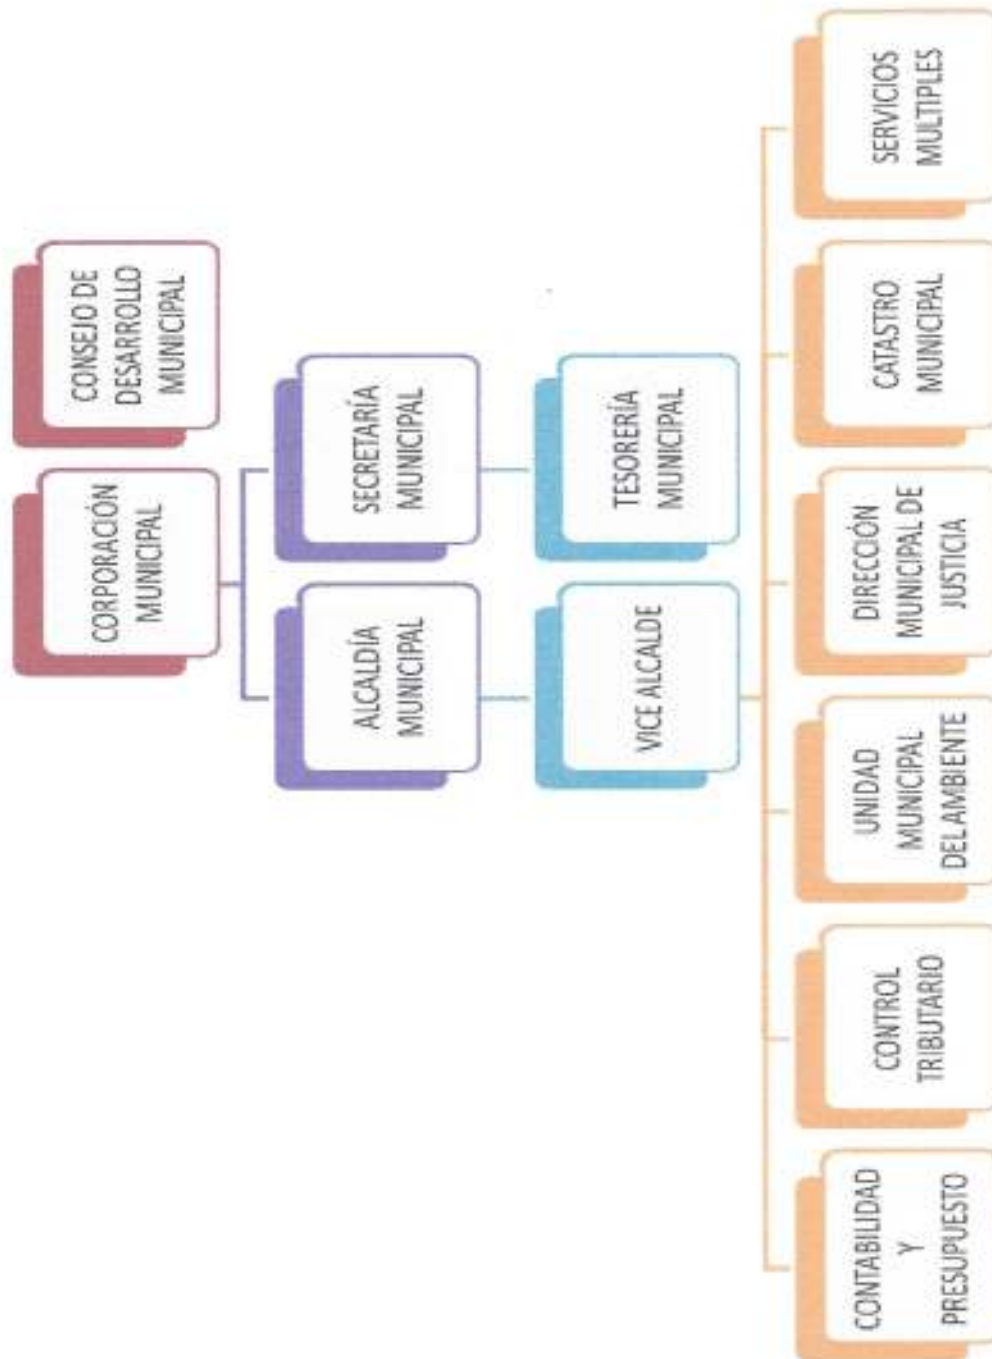 CORPORACIÓN
MUNICIPAL
CONSEJO DE
DESARROLLO
MUNICIPAL
ALCALDÍA
MUNICIPAL
SECRETARÍA
MUNICIPAL
VICE ALCALDE
TESORERÍA
MUNICIPAL
CONTABILIDAD
Y
PRESUPUESTO
CONTROL
TRIBUTARIO
UNIDAD
MUNICIPAL
DEL AMBIENTE
DIRECCIÓN
MUNICIPAL DE
JUSTICIA
CATASTRO
MUNICIPAL
SERVICIOS
MULTIPLES